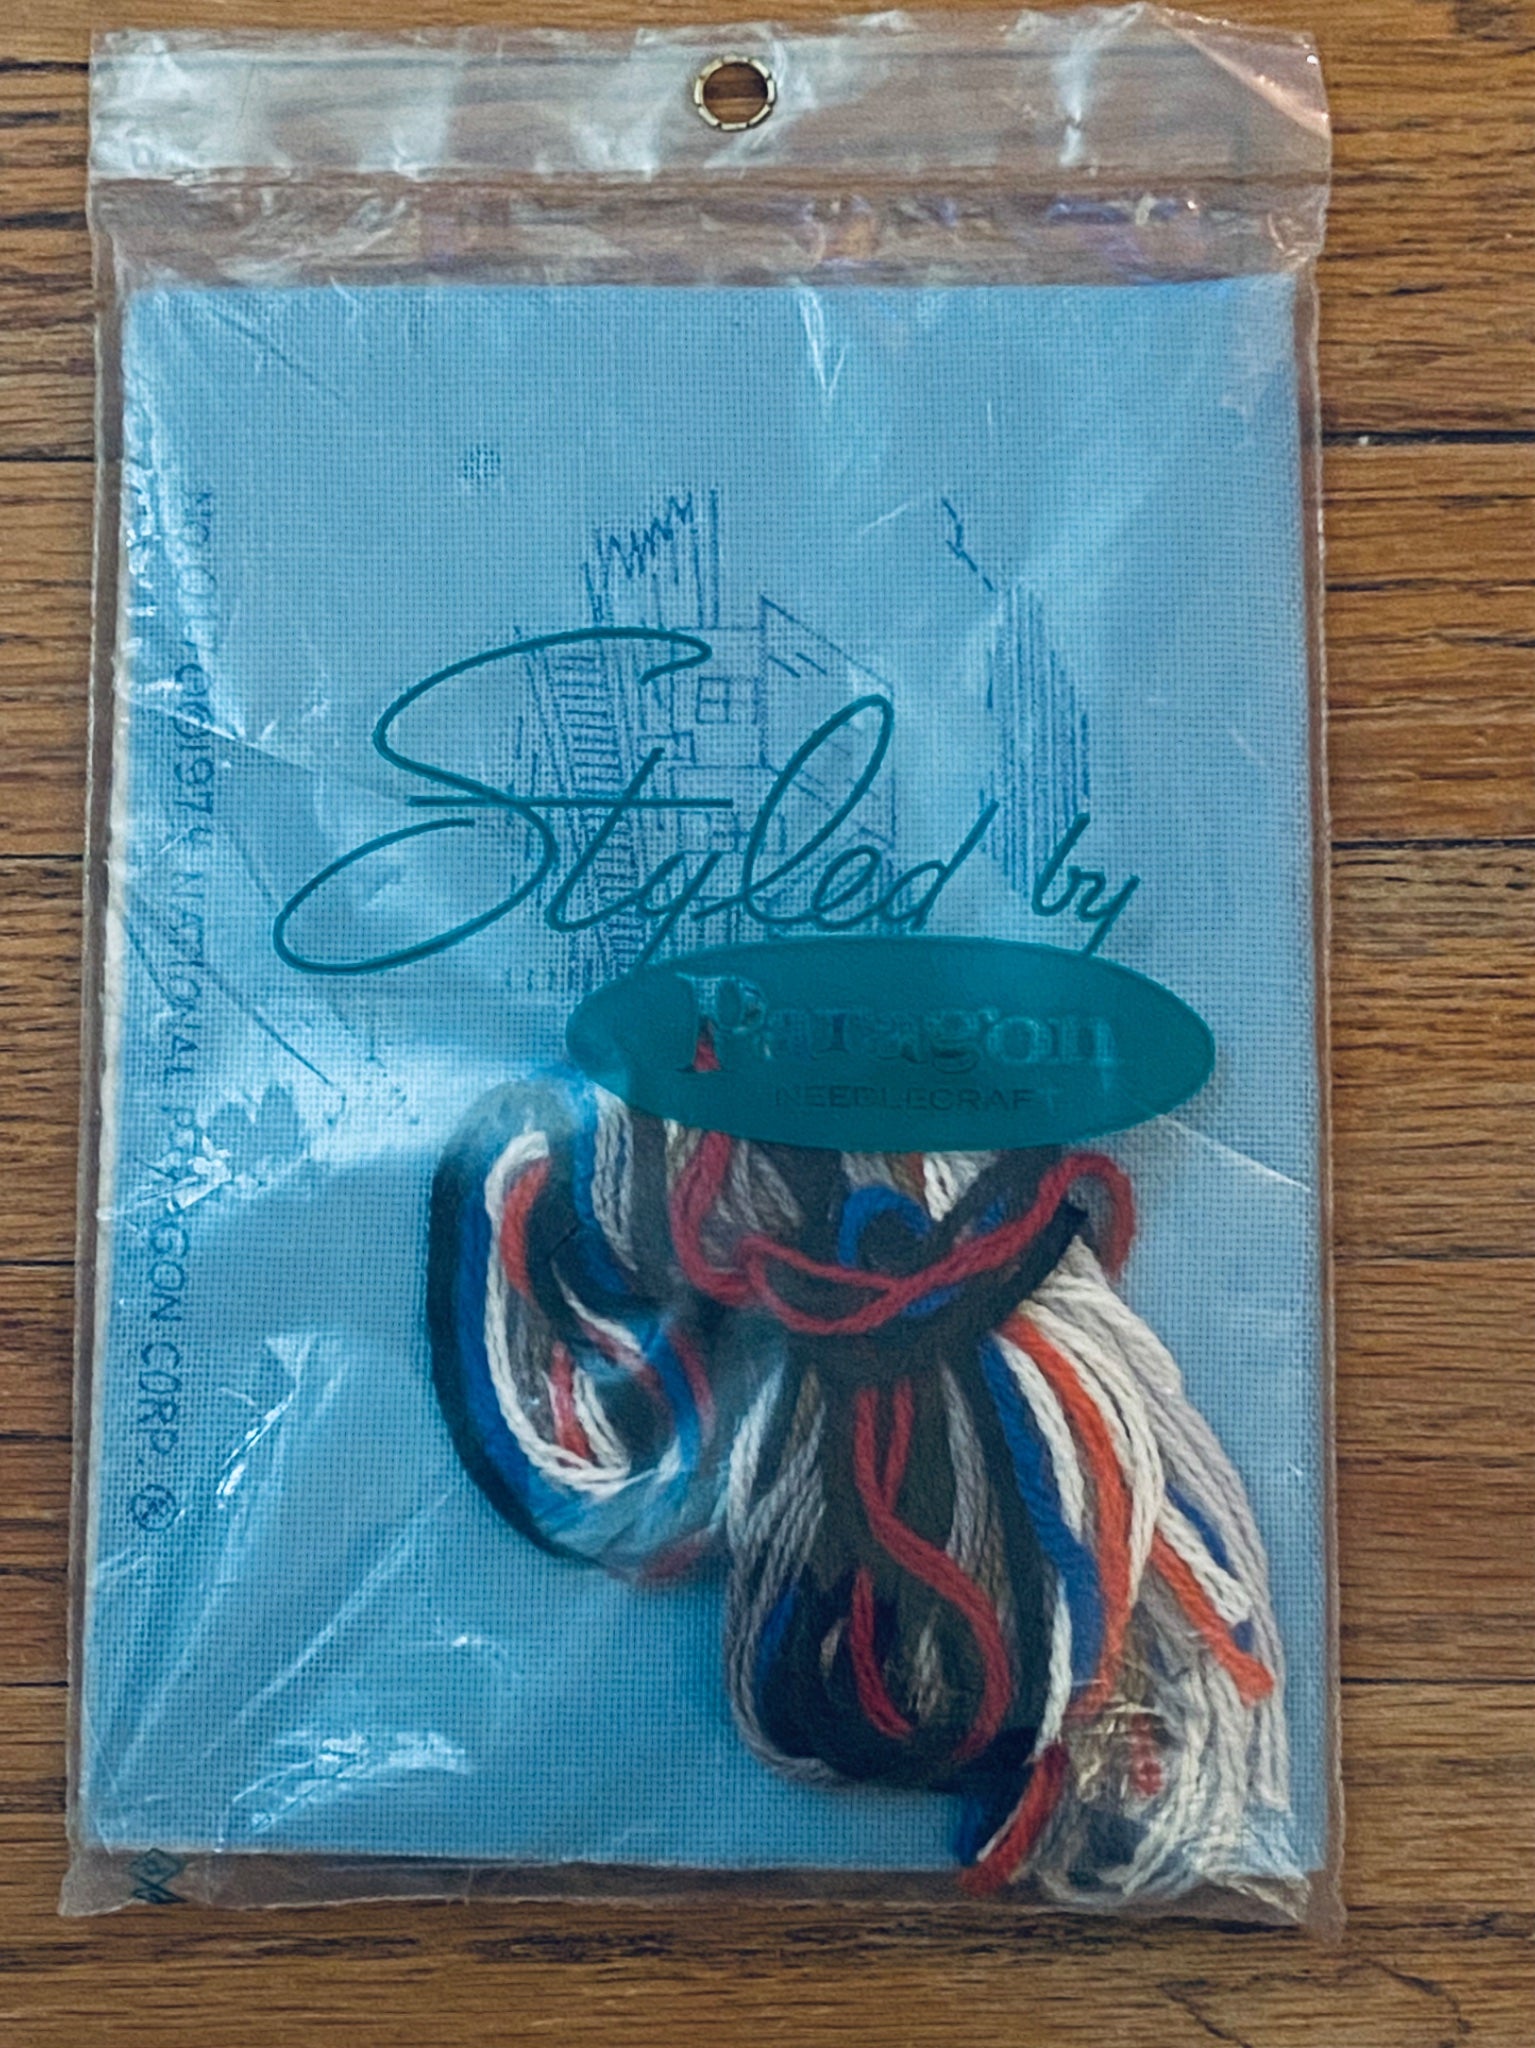 Styled by
Paragon
NEEDLECRAFT
©1974 NATIONAL PARAGON CORP. ®